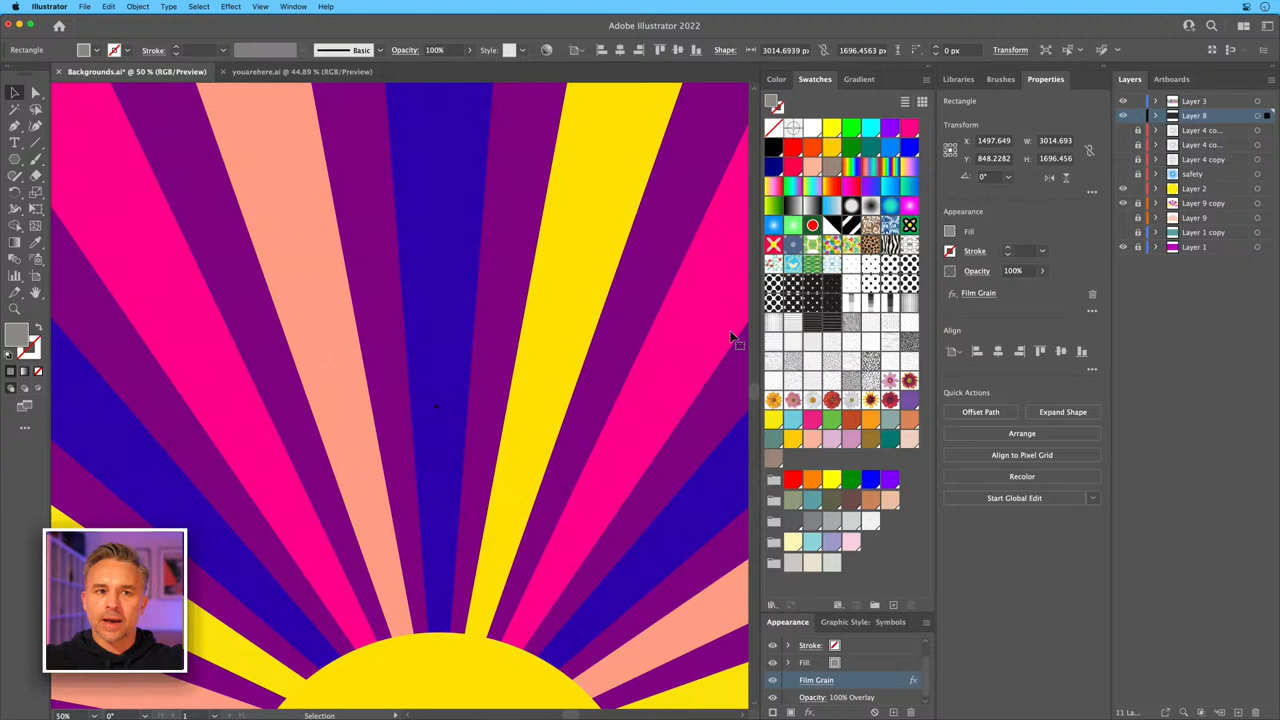 Illustrator File Edit Object Type Select Effect View Window Help
Adobe Illustrator 2022
Rectangle Stroke: Basic Opacity: 100% Style: Shape: 3014.6939 px 1696.4563 px 0 px Transform
× Backgrounds.ai* @ 50 % (RGB/Preview) × youarehere.ai @ 44.89 % (RGB/Preview)
Color Swatches Gradient
Libraries Brushes Properties
Layers Artboards
Rectangle
Transform
X: 1497.649 W: 3014.693
Y: 848.2282 H: 1696.456
0°
Appearance
Fill
Stroke
Opacity 100%
fx Film Grain
Align
Quick Actions
Offset Path Expand Shape
Arrange
Align to Pixel Grid
Recolor
Start Global Edit
Layer 3
Layer 8
Layer 4 co...
Layer 4 co...
Layer 4 copy
safety
Layer 2
Layer 9 copy
Layer 9
Layer 1 copy
Layer 1
Appearance Graphic Style: Symbols
Stroke:
Fill:
Film Grain fx
Opacity: 100% Overlay
fx
50% 0° 1 Selection
11 La...